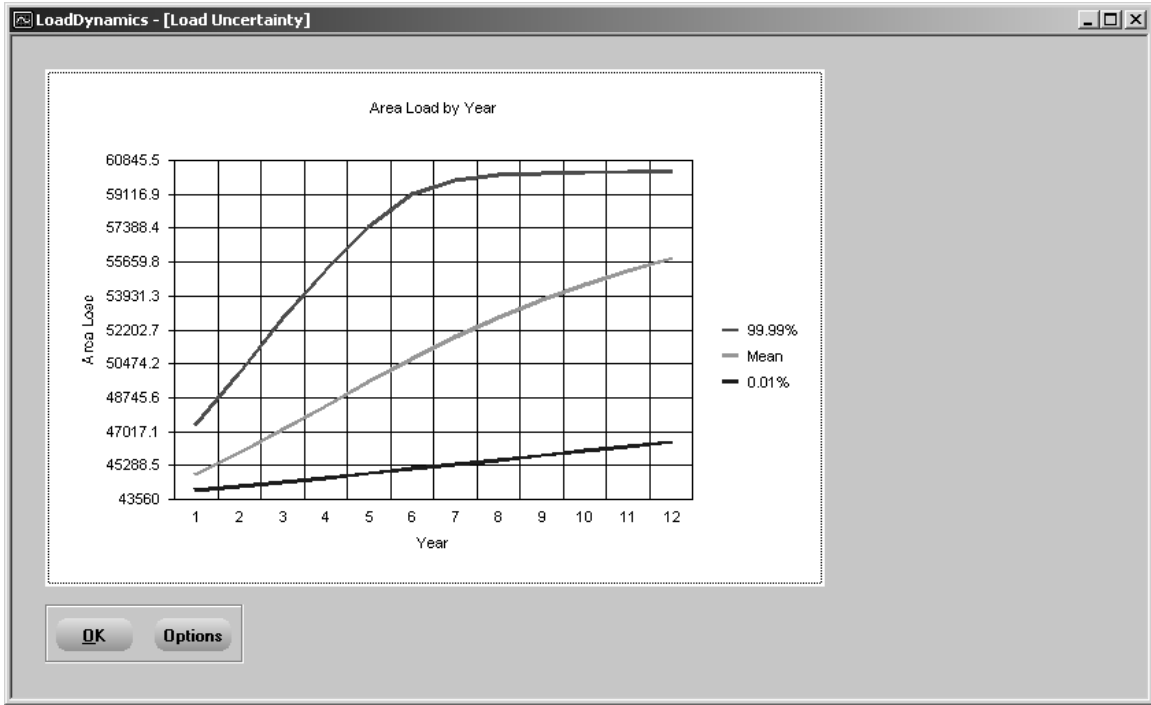 LoadDynamics - [Load Uncertainty]
Area Load by Year
60845.5
59116.9
57388.4
55659.8
53931.3
52202.7
50474.2
48745.6
47017.1
45288.5
43560
Area Load
1 2 3 4 5 6 7 8 9 10 11 12
Year
99.99%
Mean
0.01%
OK Options